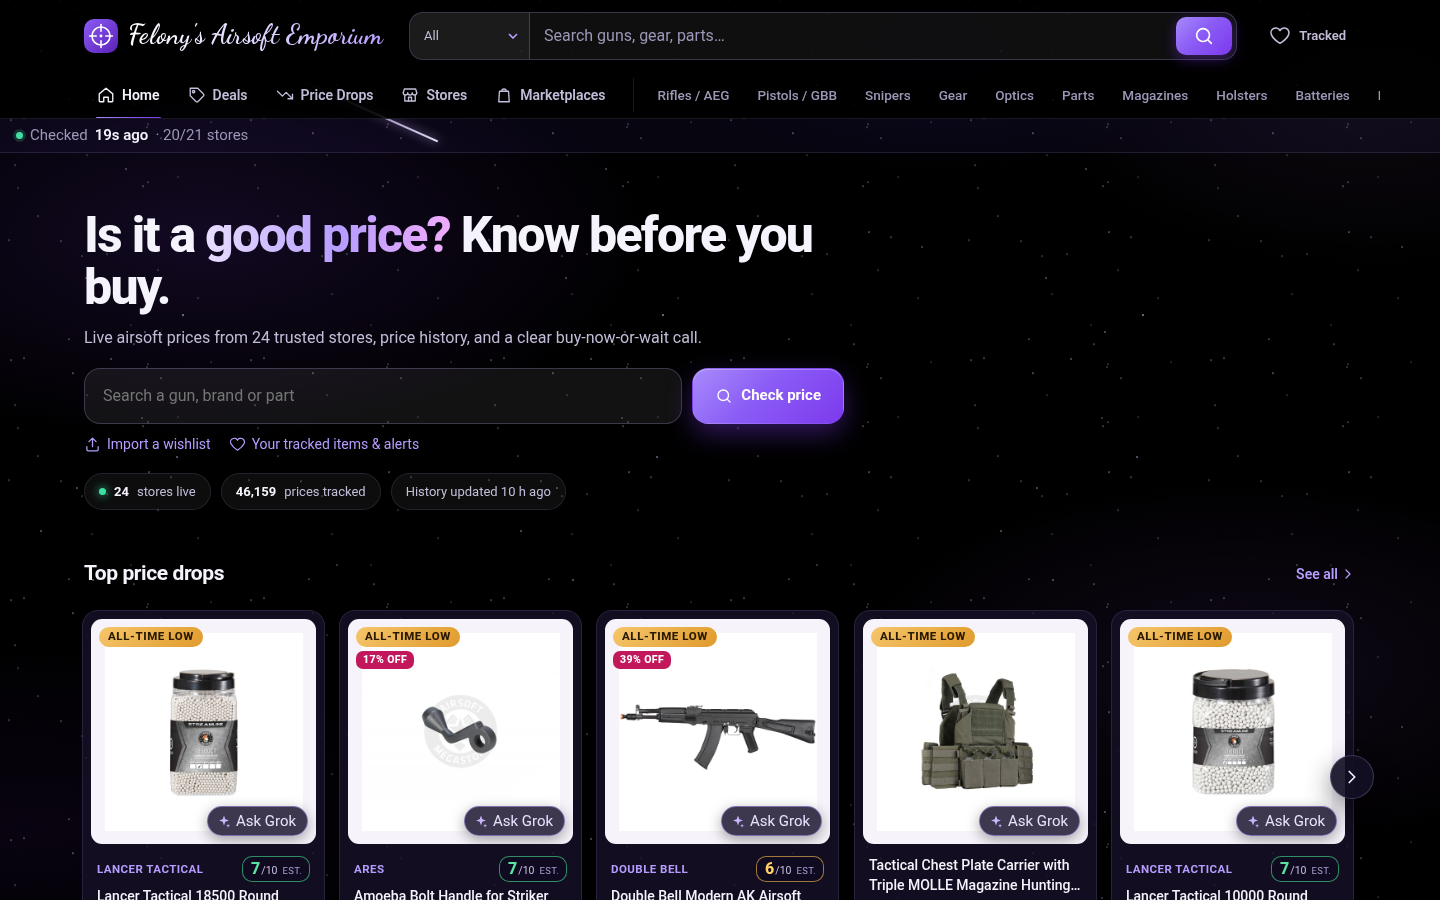 Felony's Airsoft Emporium
All
Search guns, gear, parts...
Tracked
Home
Deals
Price Drops
Stores
Marketplaces
Rifles / AEG
Pistols / GBB
Snipers
Gear
Optics
Parts
Magazines
Holsters
Batteries
Checked 19s ago · 20/21 stores
Is it a good price? Know before you
buy.
Live airsoft prices from 24 trusted stores, price history, and a clear buy-now-or-wait call.
Search a gun, brand or part
Check price
Import a wishlist
Your tracked items & alerts
24 stores live
46,159 prices tracked
History updated 10 h ago
Top price drops
See all
ALL-TIME LOW
Ask Grok
LANCER TACTICAL
7/10 EST.
Lancer Tactical 18500 Round
ALL-TIME LOW
17% OFF
AIRSOFT
MEGASTORE
Ask Grok
ARES
7/10 EST.
Amoeba Bolt Handle for Striker
ALL-TIME LOW
39% OFF
Ask Grok
DOUBLE BELL
6/10 EST.
Double Bell Modern AK Airsoft
ALL-TIME LOW
Ask Grok
Tactical Chest Plate Carrier with
Triple MOLLE Magazine Hunting...
ALL-TIME LOW
Ask Grok
LANCER TACTICAL
7/10 EST.
Lancer Tactical 10000 Round